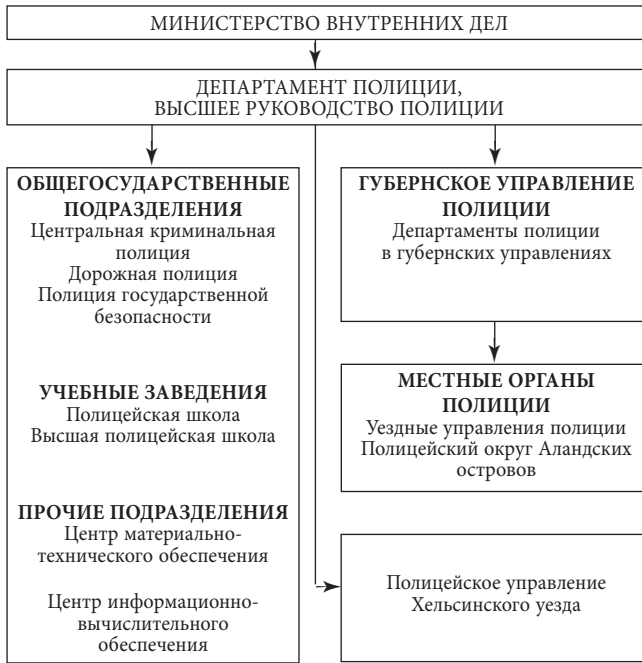 МИНИСТЕРСТВО ВНУТРЕННИХ ДЕЛ
ДЕПАРТАМЕНТ ПОЛИЦИИ,
ВЫСШЕЕ РУКОВОДСТВО ПОЛИЦИИ
ОБЩЕГОСУДАРСТВЕННЫЕ
ПОДРАЗДЕЛЕНИЯ
Центральная криминальная
полиция
Дорожная полиция
Полиция государственной
безопасности
УЧЕБНЫЕ ЗАВЕДЕНИЯ
Полицейская школа
Высшая полицейская школа
ПРОЧИЕ ПОДРАЗДЕЛЕНИЯ
Центр материально-
технического обеспечения
Центр информационно-
вычислительного
обеспечения
ГУБЕРНСКОЕ УПРАВЛЕНИЕ
ПОЛИЦИИ
Департаменты полиции
в губернских управлениях
МЕСТНЫЕ ОРГАНЫ
ПОЛИЦИИ
Уездные управления полиции
Полицейский округ Аландских
островов
Полицейское управление
Хельсинского уезда